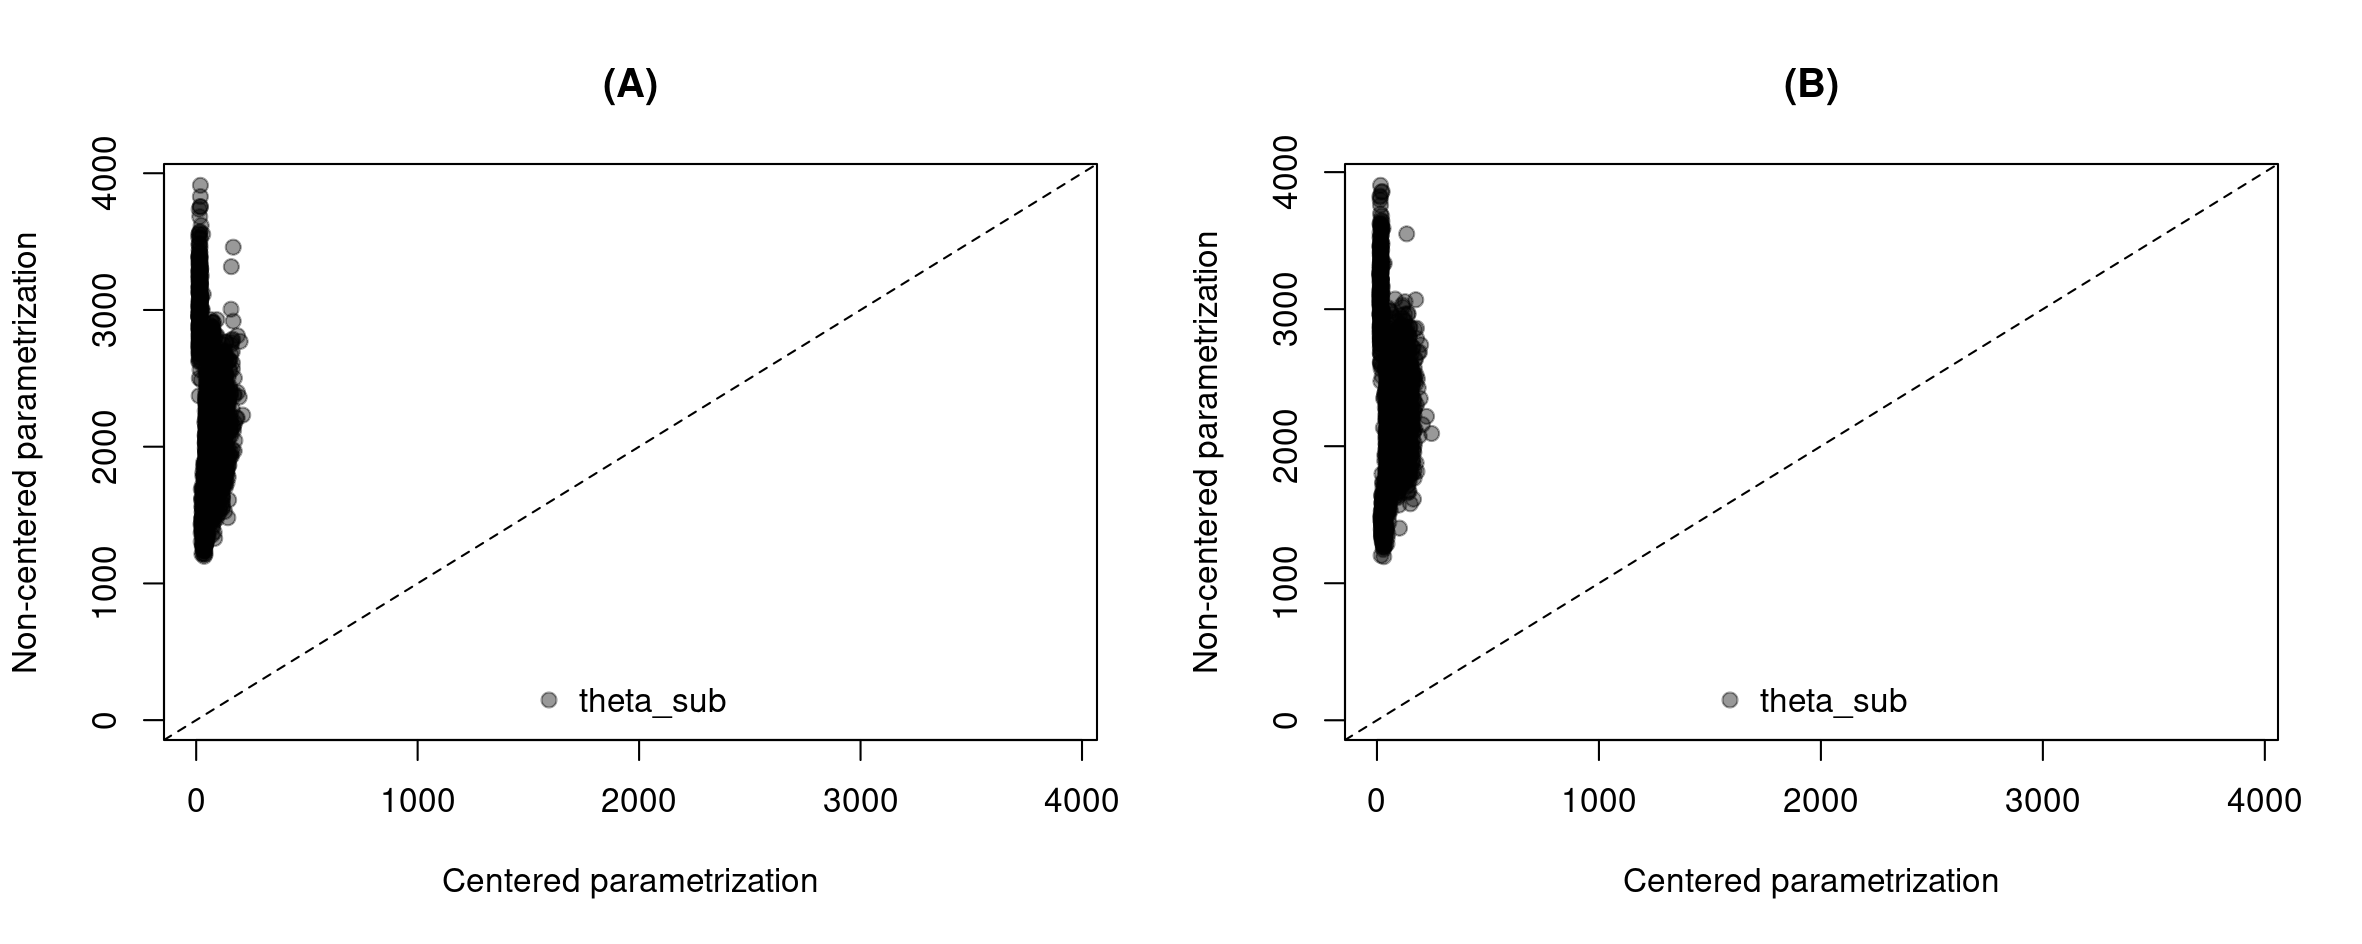 (A)
Non-centered parametrization
4000
3000
2000
1000
0
theta_sub
0 1000 2000 3000 4000
Centered parametrization
(B)
Non-centered parametrization
4000
3000
2000
1000
0
theta_sub
0 1000 2000 3000 4000
Centered parametrization